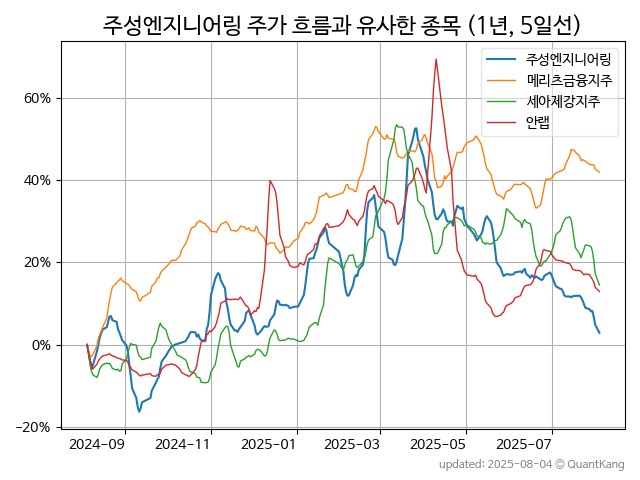 주성엔지니어링 주가 흐름과 유사한 종목 (1년, 5일선)
주성엔지니어링
메리츠금융지주
세아제강지주
안랩
60%
40%
20%
0%
−20%
2024-09
2024-11
2025-01
2025-03
2025-05
2025-07
updated: 2025-08-04 © QuantKang